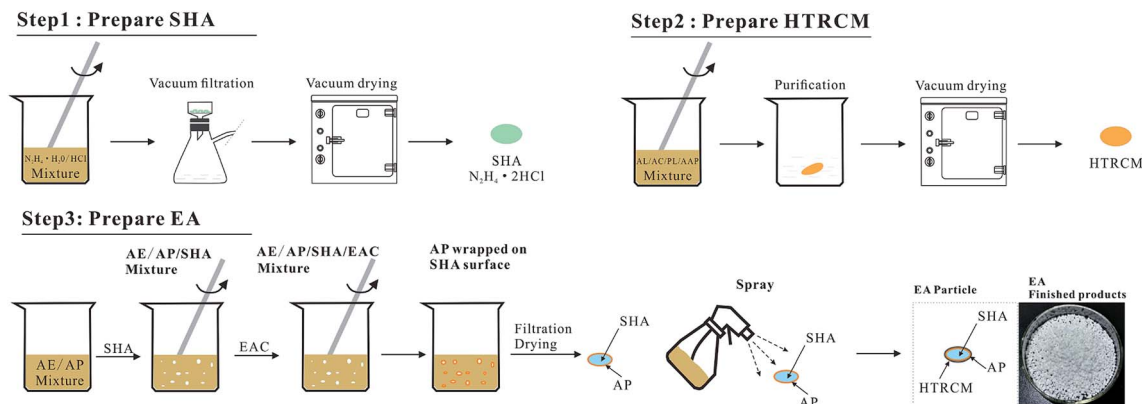 Step1 : Prepare SHA
Vacuum filtration
Vacuum drying
N₂H₄・H₂0/HCl
Mixture
SHA
N₂H₄・2HCl
Step2 : Prepare HTRCM
Purification
Vacuum drying
AL/AC/PL/AAP
Mixture
HTRCM
Step3: Prepare EA
AE/AP/SHA
Mixture
AE/AP/SHA/EAC
Mixture
AP wrapped on
SHA surface
AE/AP
Mixture
SHA
EAC
Filtration
Drying
SHA
AP
Spray
SHA
AP
EA Particle
SHA
AP
HTRCM
EA
Finished products